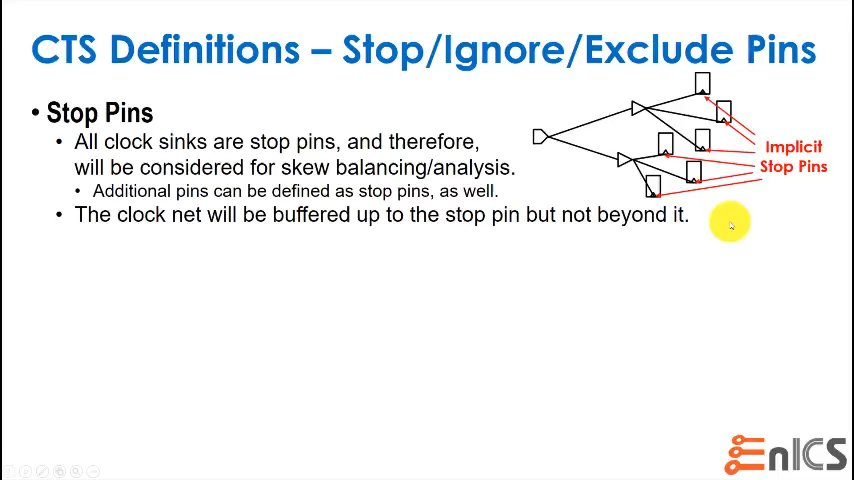 CTS Definitions – Stop/Ignore/Exclude Pins
• Stop Pins
• All clock sinks are stop pins, and therefore,
will be considered for skew balancing/analysis.
• Additional pins can be defined as stop pins, as well.
• The clock net will be buffered up to the stop pin but not beyond it.
Implicit
Stop Pins
EnICS